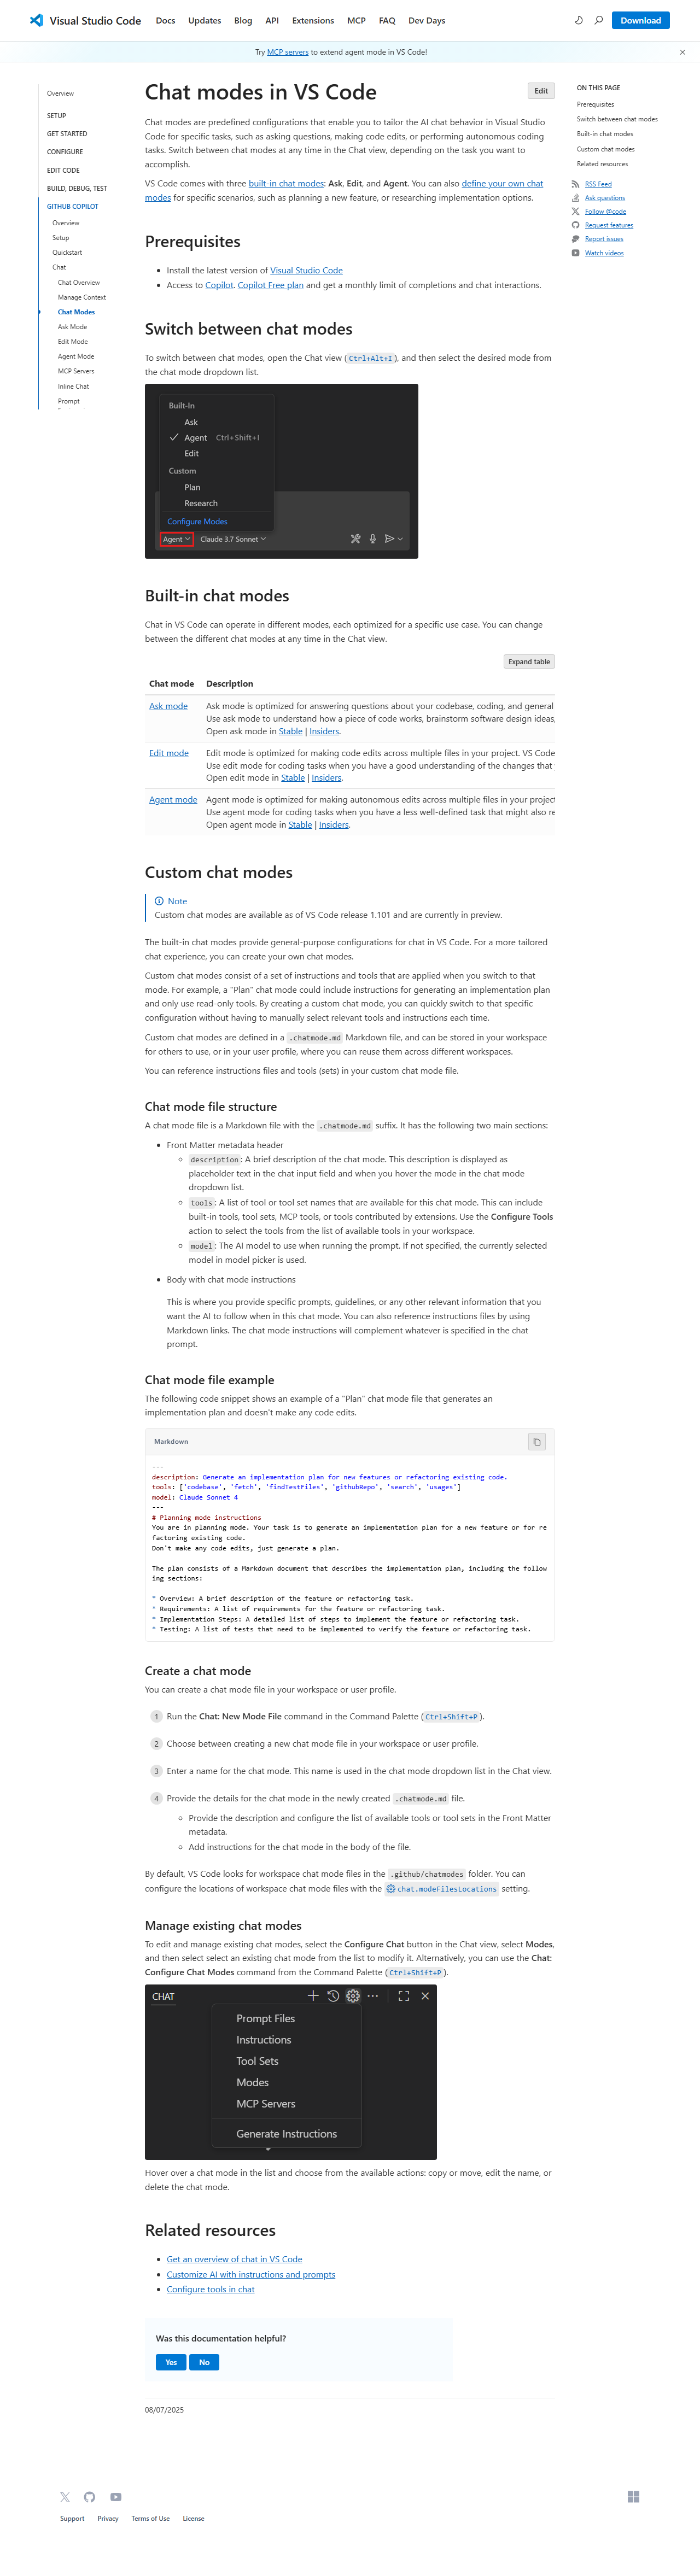 Visual Studio Code
Docs
Updates
Blog
API
Extensions
MCP
FAQ
Dev Days
Download
Try MCP servers to extend agent mode in VS Code!
Overview
SETUP
GET STARTED
CONFIGURE
EDIT CODE
BUILD, DEBUG, TEST
GITHUB COPILOT
Overview
Setup
Quickstart
Chat
Chat Overview
Manage Context
Chat Modes
Ask Mode
Edit Mode
Agent Mode
MCP Servers
Inline Chat
Prompt
Chat modes in VS Code
Edit
Chat modes are predefined configurations that enable you to tailor the AI chat behavior in Visual Studio
Code for specific tasks, such as asking questions, making code edits, or performing autonomous coding
tasks. Switch between chat modes at any time in the Chat view, depending on the task you want to
accomplish.
VS Code comes with three built-in chat modes: Ask, Edit, and Agent. You can also define your own chat
modes for specific scenarios, such as planning a new feature, or researching implementation options.
Prerequisites
• Install the latest version of Visual Studio Code
• Access to Copilot. Copilot Free plan and get a monthly limit of completions and chat interactions.
Switch between chat modes
To switch between chat modes, open the Chat view (Ctrl+Alt+I), and then select the desired mode from
the chat mode dropdown list.
Built-In
Ask
Agent Ctrl+Shift+I
Edit
Custom
Plan
Research
Configure Modes
Agent Claude 3.7 Sonnet
Built-in chat modes
Chat in VS Code can operate in different modes, each optimized for a specific use case. You can change
between the different chat modes at any time in the Chat view.
Expand table
Chat mode Description
Ask mode Ask mode is optimized for answering questions about your codebase, coding, and general
Use ask mode to understand how a piece of code works, brainstorm software design ideas,
Open ask mode in Stable | Insiders.
Edit mode Edit mode is optimized for making code edits across multiple files in your project. VS Code
Use edit mode for coding tasks when you have a good understanding of the changes that
Open edit mode in Stable | Insiders.
Agent mode Agent mode is optimized for making autonomous edits across multiple files in your project
Use agent mode for coding tasks when you have a less well-defined task that might also re
Open agent mode in Stable | Insiders.
Custom chat modes
Note
Custom chat modes are available as of VS Code release 1.101 and are currently in preview.
The built-in chat modes provide general-purpose configurations for chat in VS Code. For a more tailored
chat experience, you can create your own chat modes.
Custom chat modes consist of a set of instructions and tools that are applied when you switch to that
mode. For example, a "Plan" chat mode could include instructions for generating an implementation plan
and only use read-only tools. By creating a custom chat mode, you can quickly switch to that specific
configuration without having to manually select relevant tools and instructions each time.
Custom chat modes are defined in a .chatmode.md Markdown file, and can be stored in your workspace
for others to use, or in your user profile, where you can reuse them across different workspaces.
You can reference instructions files and tools (sets) in your custom chat mode file.
Chat mode file structure
A chat mode file is a Markdown file with the .chatmode.md suffix. It has the following two main sections:
• Front Matter metadata header
description: A brief description of the chat mode. This description is displayed as
placeholder text in the chat input field and when you hover the mode in the chat mode
dropdown list.
tools: A list of tool or tool set names that are available for this chat mode. This can include
built-in tools, tool sets, MCP tools, or tools contributed by extensions. Use the Configure Tools
action to select the tools from the list of available tools in your workspace.
model: The AI model to use when running the prompt. If not specified, the currently selected
model in model picker is used.
• Body with chat mode instructions
This is where you provide specific prompts, guidelines, or any other relevant information that you
want the AI to follow when in this chat mode. You can also reference instructions files by using
Markdown links. The chat mode instructions will complement whatever is specified in the chat
prompt.
Chat mode file example
The following code snippet shows an example of a "Plan" chat mode file that generates an
implementation plan and doesn't make any code edits.
Markdown
---
description: Generate an implementation plan for new features or refactoring existing code.
tools: ['codebase', 'fetch', 'findTestFiles', 'githubRepo', 'search', 'usages']
model: Claude Sonnet 4
---
# Planning mode instructions
You are in planning mode. Your task is to generate an implementation plan for a new feature or for re
factoring existing code.
Don't make any code edits, just generate a plan.
The plan consists of a Markdown document that describes the implementation plan, including the follow
ing sections:
* Overview: A brief description of the feature or refactoring task.
* Requirements: A list of requirements for the feature or refactoring task.
* Implementation Steps: A detailed list of steps to implement the feature or refactoring task.
* Testing: A list of tests that need to be implemented to verify the feature or refactoring task.
Create a chat mode
You can create a chat mode file in your workspace or user profile.
1 Run the Chat: New Mode File command in the Command Palette (Ctrl+Shift+P).
2 Choose between creating a new chat mode file in your workspace or user profile.
3 Enter a name for the chat mode. This name is used in the chat mode dropdown list in the Chat view.
4 Provide the details for the chat mode in the newly created .chatmode.md file.
Provide the description and configure the list of available tools or tool sets in the Front Matter
metadata.
Add instructions for the chat mode in the body of the file.
By default, VS Code looks for workspace chat mode files in the .github/chatmodes folder. You can
configure the locations of workspace chat mode files with the chat.modeFilesLocations setting.
Manage existing chat modes
To edit and manage existing chat modes, select the Configure Chat button in the Chat view, select Modes,
and then select select an existing chat mode from the list to modify it. Alternatively, you can use the Chat:
Configure Chat Modes command from the Command Palette (Ctrl+Shift+P).
CHAT
Prompt Files
Instructions
Tool Sets
Modes
MCP Servers
Generate Instructions
Hover over a chat mode in the list and choose from the available actions: copy or move, edit the name, or
delete the chat mode.
Related resources
• Get an overview of chat in VS Code
• Customize AI with instructions and prompts
• Configure tools in chat
Was this documentation helpful?
Yes No
08/07/2025
ON THIS PAGE
Prerequisites
Switch between chat modes
Built-in chat modes
Custom chat modes
Related resources
RSS Feed
Ask questions
Follow @code
Request features
Report issues
Watch videos
Support Privacy Terms of Use License